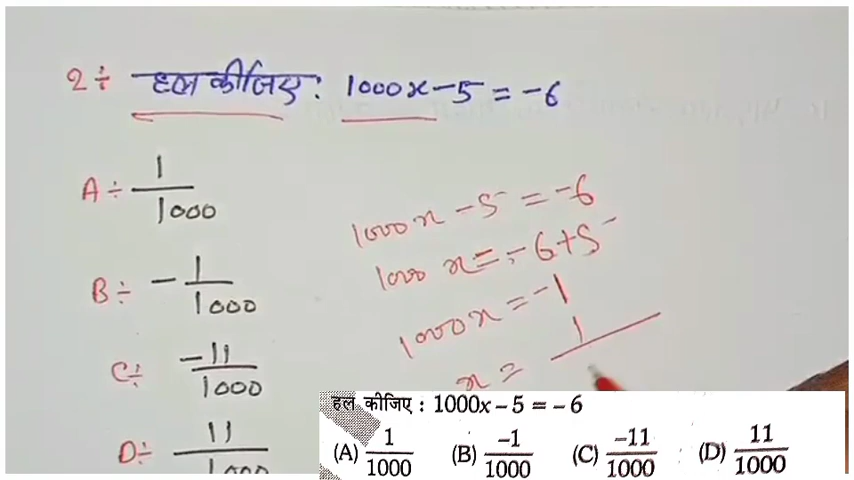 2÷ हल कीजिए: 1000x-5=-6
A÷ 1/1000
B÷ -1/1000
C÷ -11/1000
D÷ 11/1000
1000x-5=-6
1000x=-6+5
1000x=-1
x=1
हल कीजिए : 1000x-5=-6
(A) 1/1000 (B) -1/1000 (C) -11/1000 (D) 11/1000